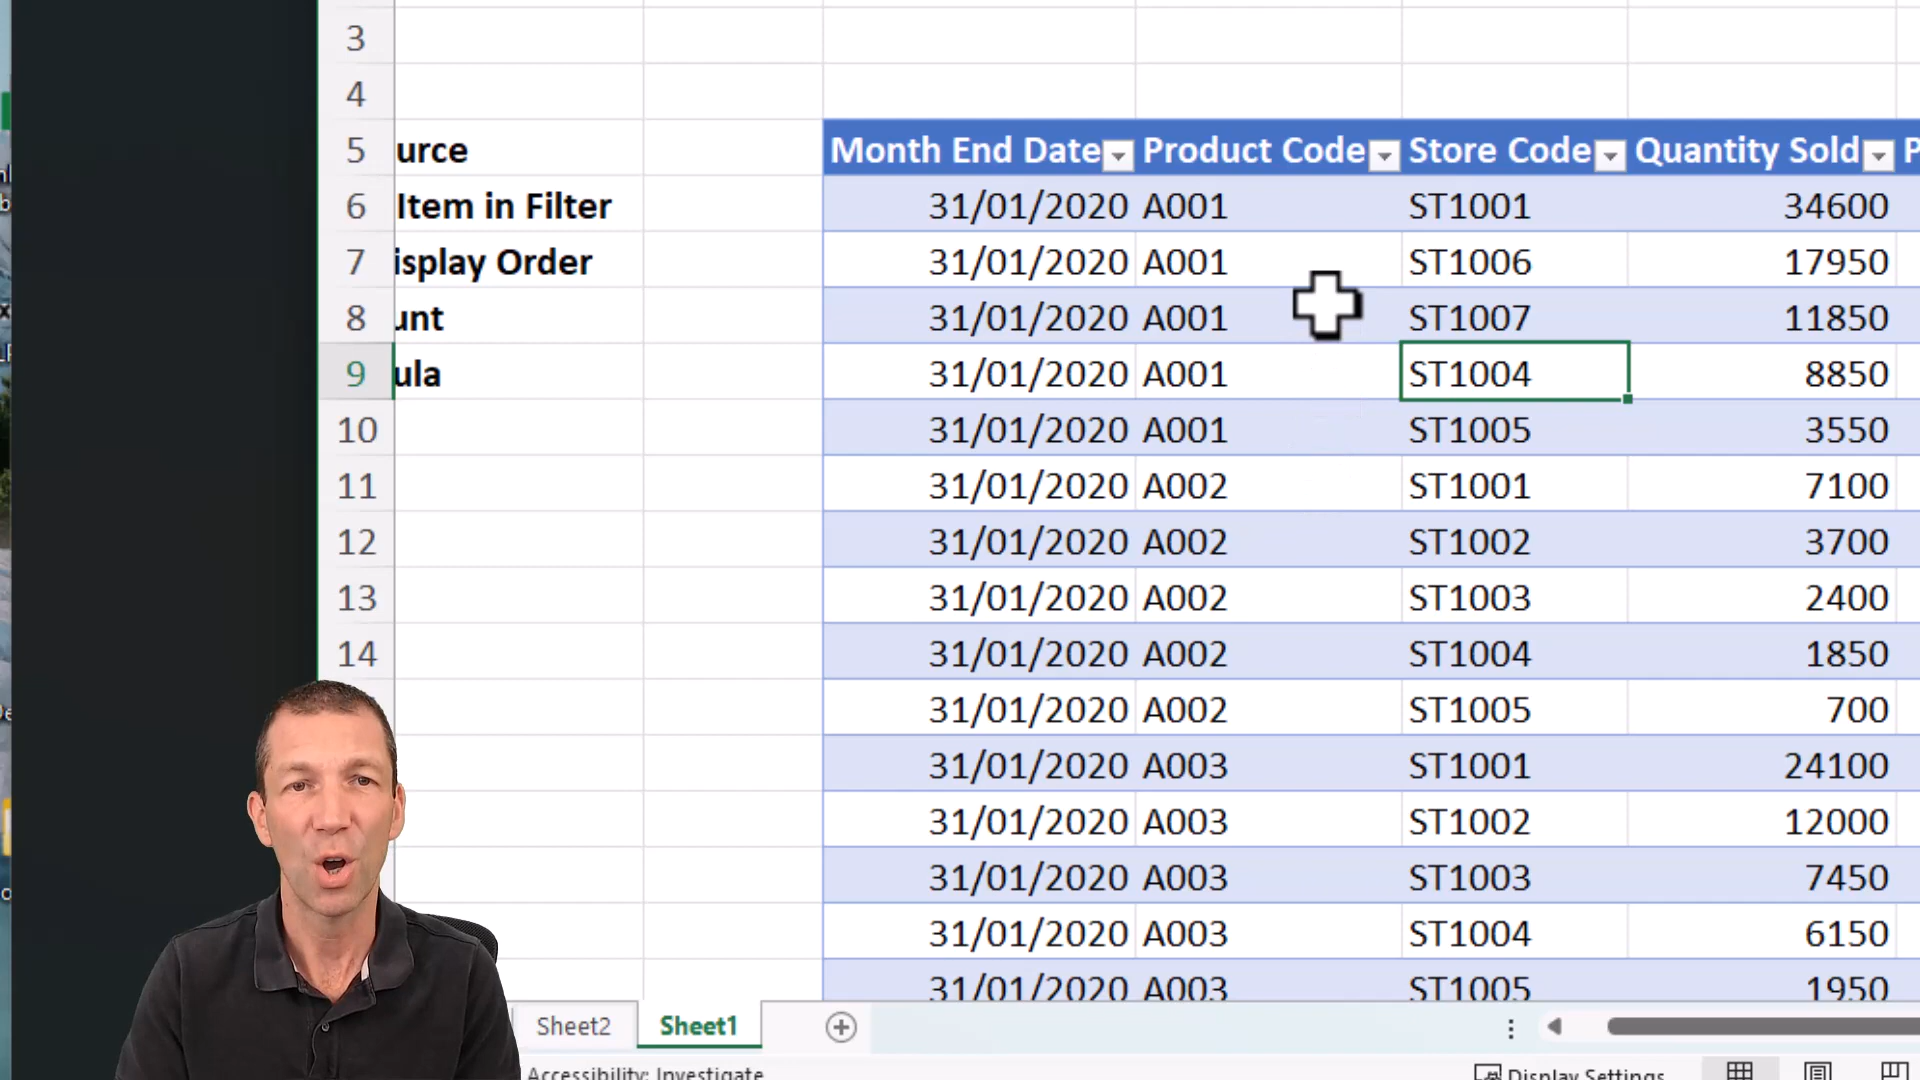 3
4
5 urce Month End Date Product Code Store Code Quantity Sold P
6 Item in Filter 31/01/2020 A001 ST1001 34600
7 isplay Order 31/01/2020 A001 ST1006 17950
8 unt 31/01/2020 A001 ST1007 11850
9 ula 31/01/2020 A001 ST1004 8850
10 31/01/2020 A001 ST1005 3550
11 31/01/2020 A002 ST1001 7100
12 31/01/2020 A002 ST1002 3700
13 31/01/2020 A002 ST1003 2400
14 31/01/2020 A002 ST1004 1850
31/01/2020 A002 ST1005 700
31/01/2020 A003 ST1001 24100
31/01/2020 A003 ST1002 12000
31/01/2020 A003 ST1003 7450
31/01/2020 A003 ST1004 6150
31/01/2020 A003 ST1005 1950
Sheet2 Sheet1
Accessibility: Investigate Display Settings